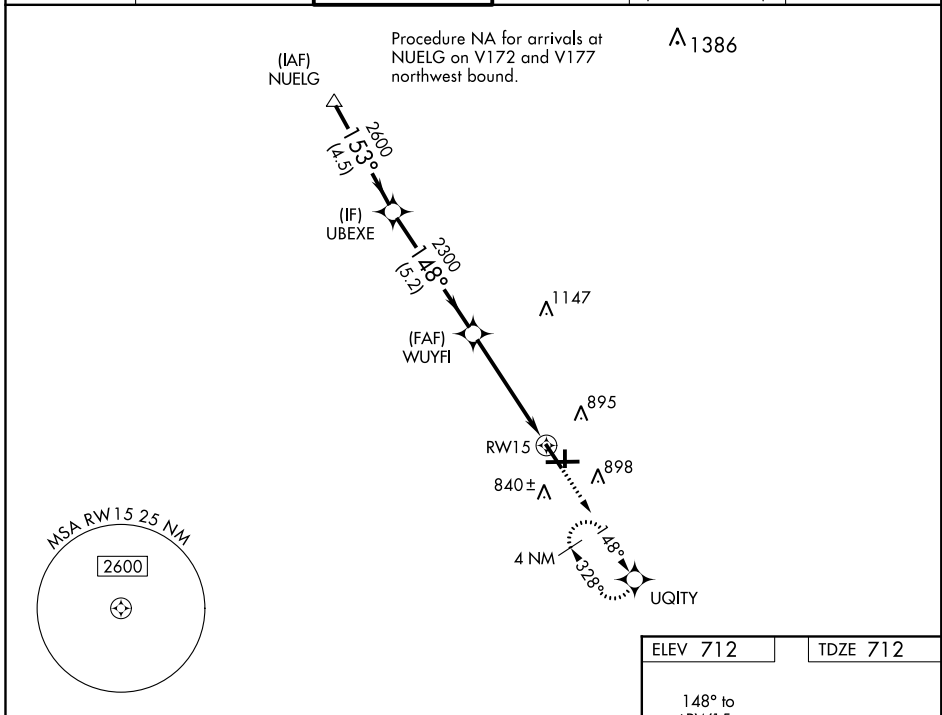 Procedure NA for arrivals at
NUELG on V172 and V177
northwest bound.
1386
(IAF)
NUELG
2600
153°
(4.5)
(IF)
UBEXE
2300
148°
(5.2)
1147
(FAF)
WUYFI
895
RW15
898
840±
MSA RW15 25 NM
2600
4 NM
148°
328°
UQITY
ELEV 712
TDZE 712
148° to